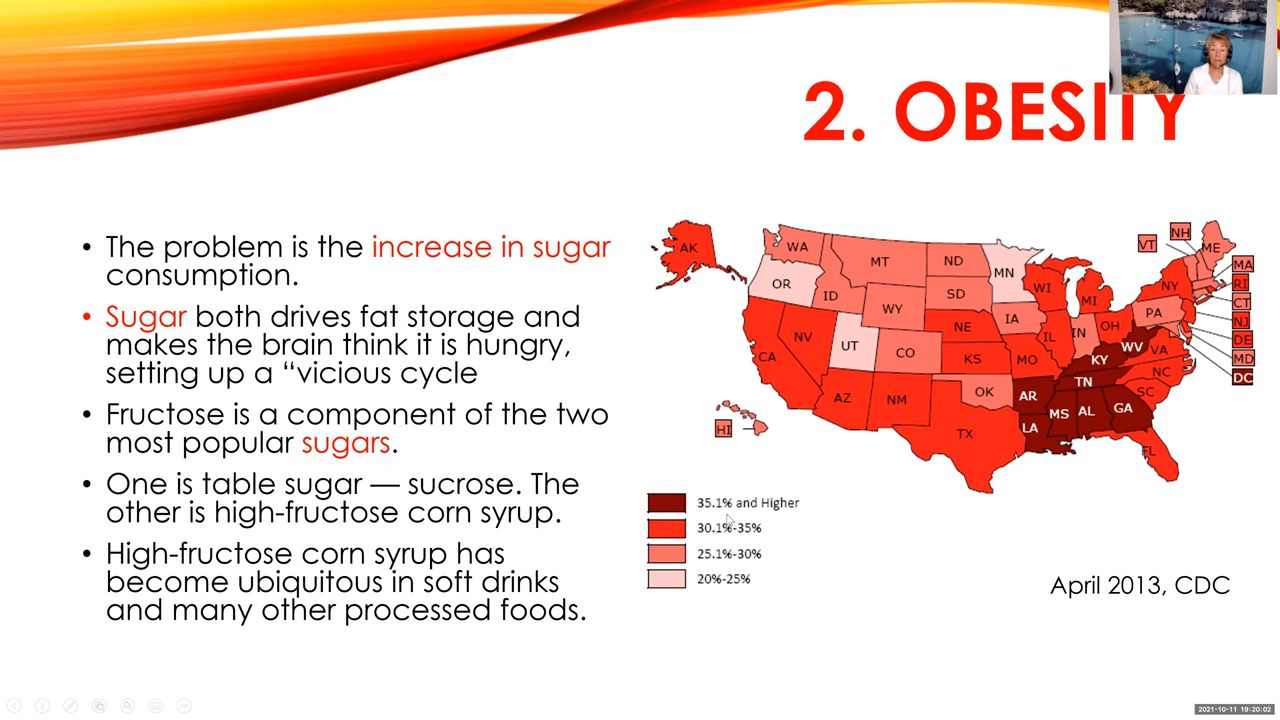 2. OBESITY
• The problem is the increase in sugar
consumption.
• Sugar both drives fat storage and
makes the brain think it is hungry,
setting up a “vicious cycle
• Fructose is a component of the two
most popular sugars.
• One is table sugar — sucrose. The
other is high-fructose corn syrup.
• High-fructose corn syrup has
become ubiquitous in soft drinks
and many other processed foods.
AK
WA
MT
ND
MN
VT
NH
ME
OR
ID
WY
SD
WI
MI
NY
MA
RI
CT
NV
UT
CO
NE
IA
IL
IN
OH
PA
NJ
DE
MD
DC
CA
AZ
NM
KS
MO
KY
WV
VA
OK
AR
TN
NC
SC
TX
LA
MS
AL
GA
FL
HI
35.1% and Higher
30.1%-35%
25.1%-30%
20%-25%
April 2013, CDC
2021-10-11 19:20:02